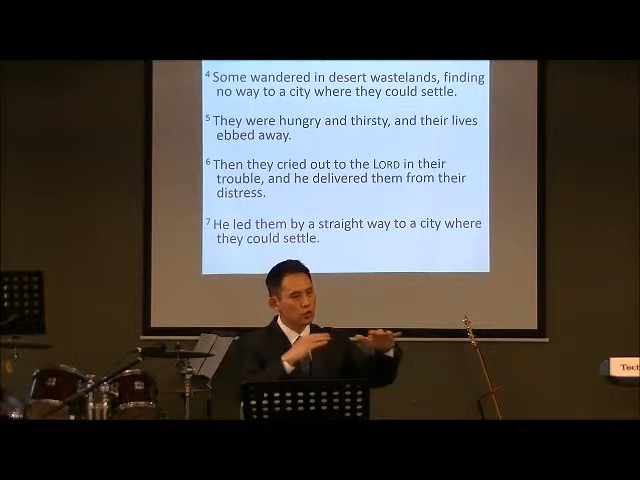 4 Some wandered in desert wastelands, finding
no way to a city where they could settle.
5 They were hungry and thirsty, and their lives
ebbed away.
6 Then they cried out to the LORD in their
trouble, and he delivered them from their
distress.
7 He led them by a straight way to a city where
they could settle.